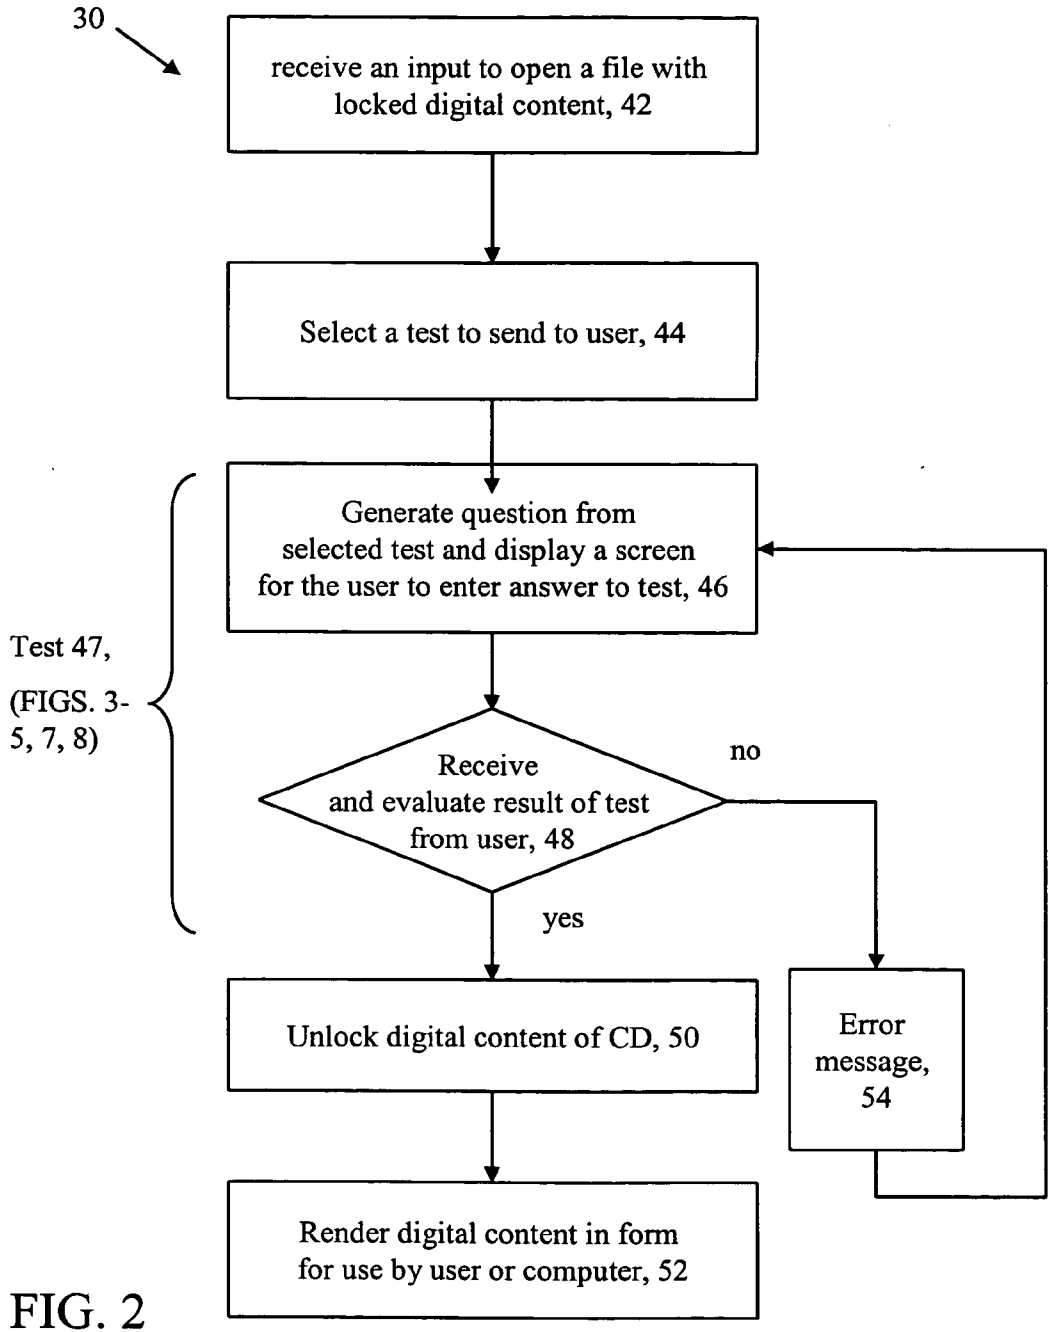 30
receive an input to open a file with
locked digital content, 42
Select a test to send to user, 44
Generate question from
selected test and display a screen
for the user to enter answer to test, 46
Test 47,
(FIGS. 3-
5, 7, 8)
Receive
and evaluate result of test
from user, 48
no
yes
Unlock digital content of CD, 50
Error
message,
54
Render digital content in form
for use by user or computer, 52
FIG. 2